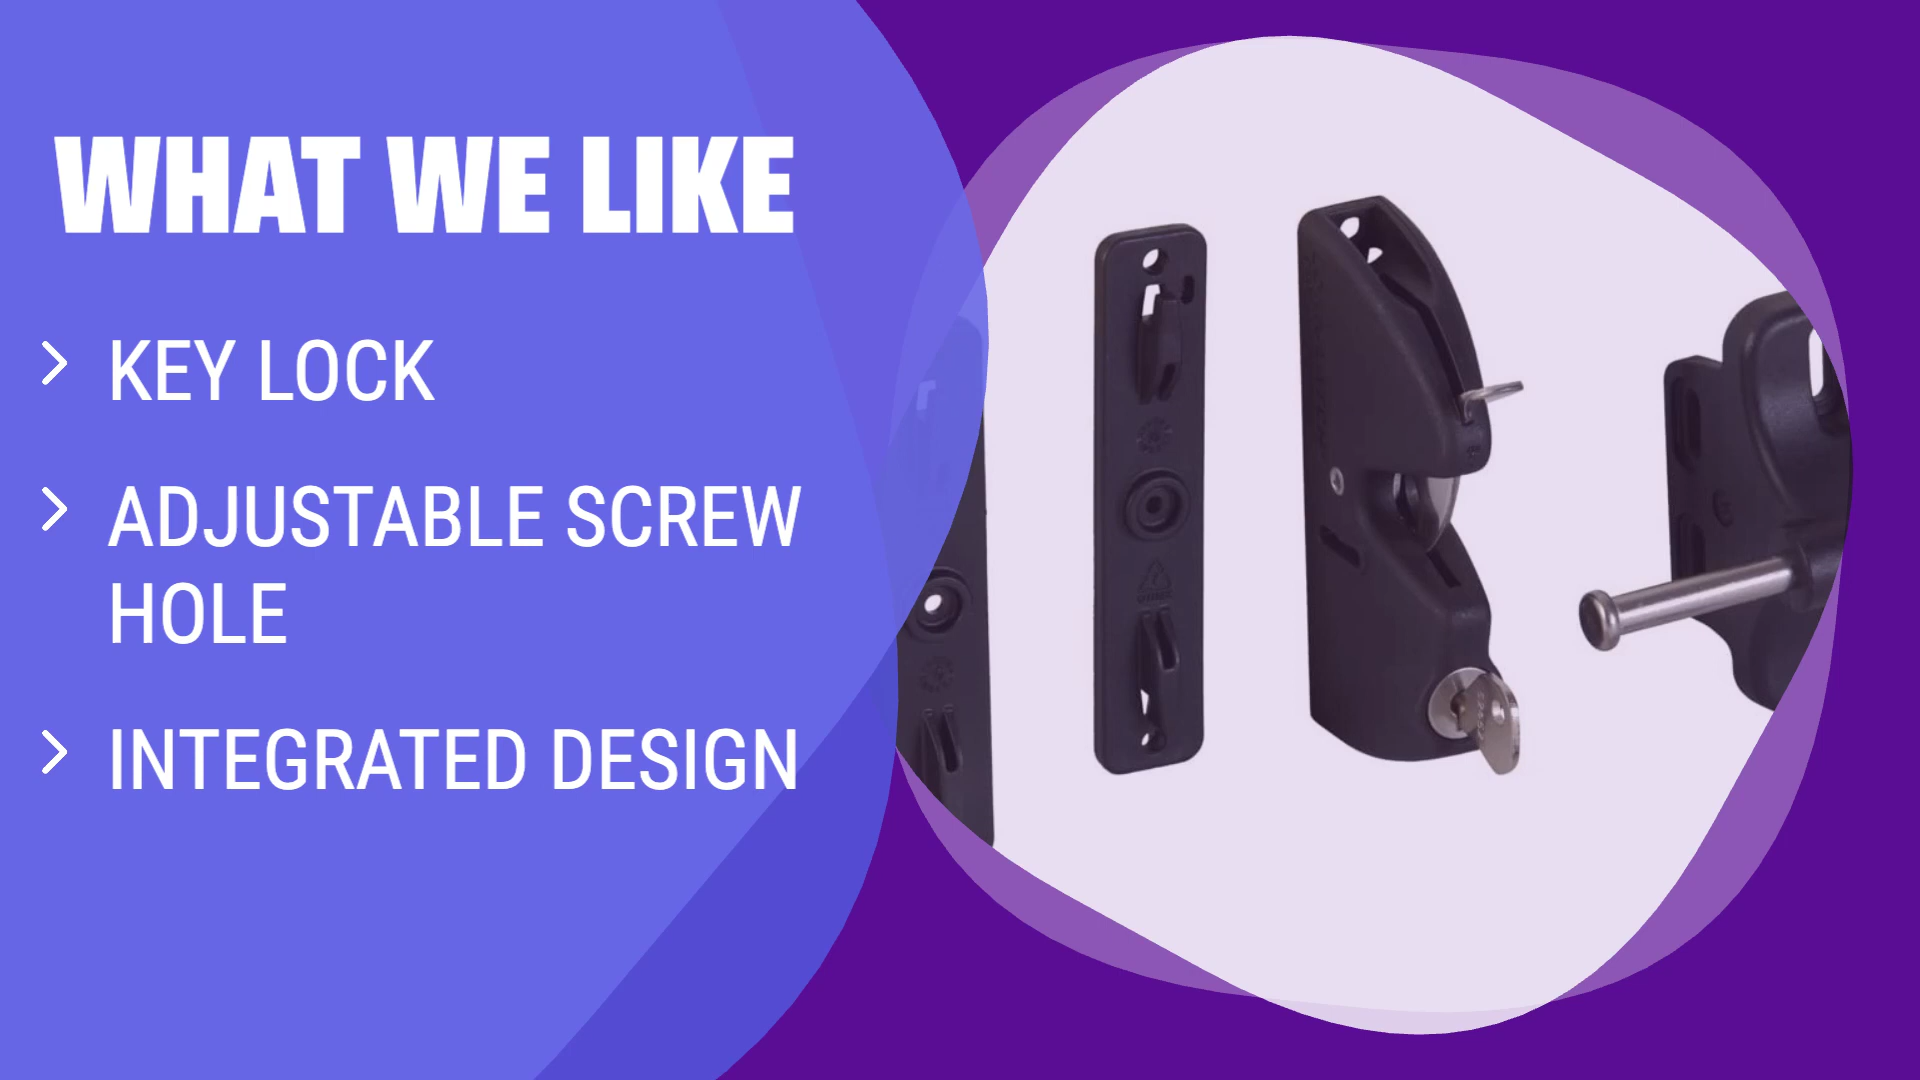 WHAT WE LIKE
KEY LOCK
ADJUSTABLE SCREW
HOLE
INTEGRATED DESIGN